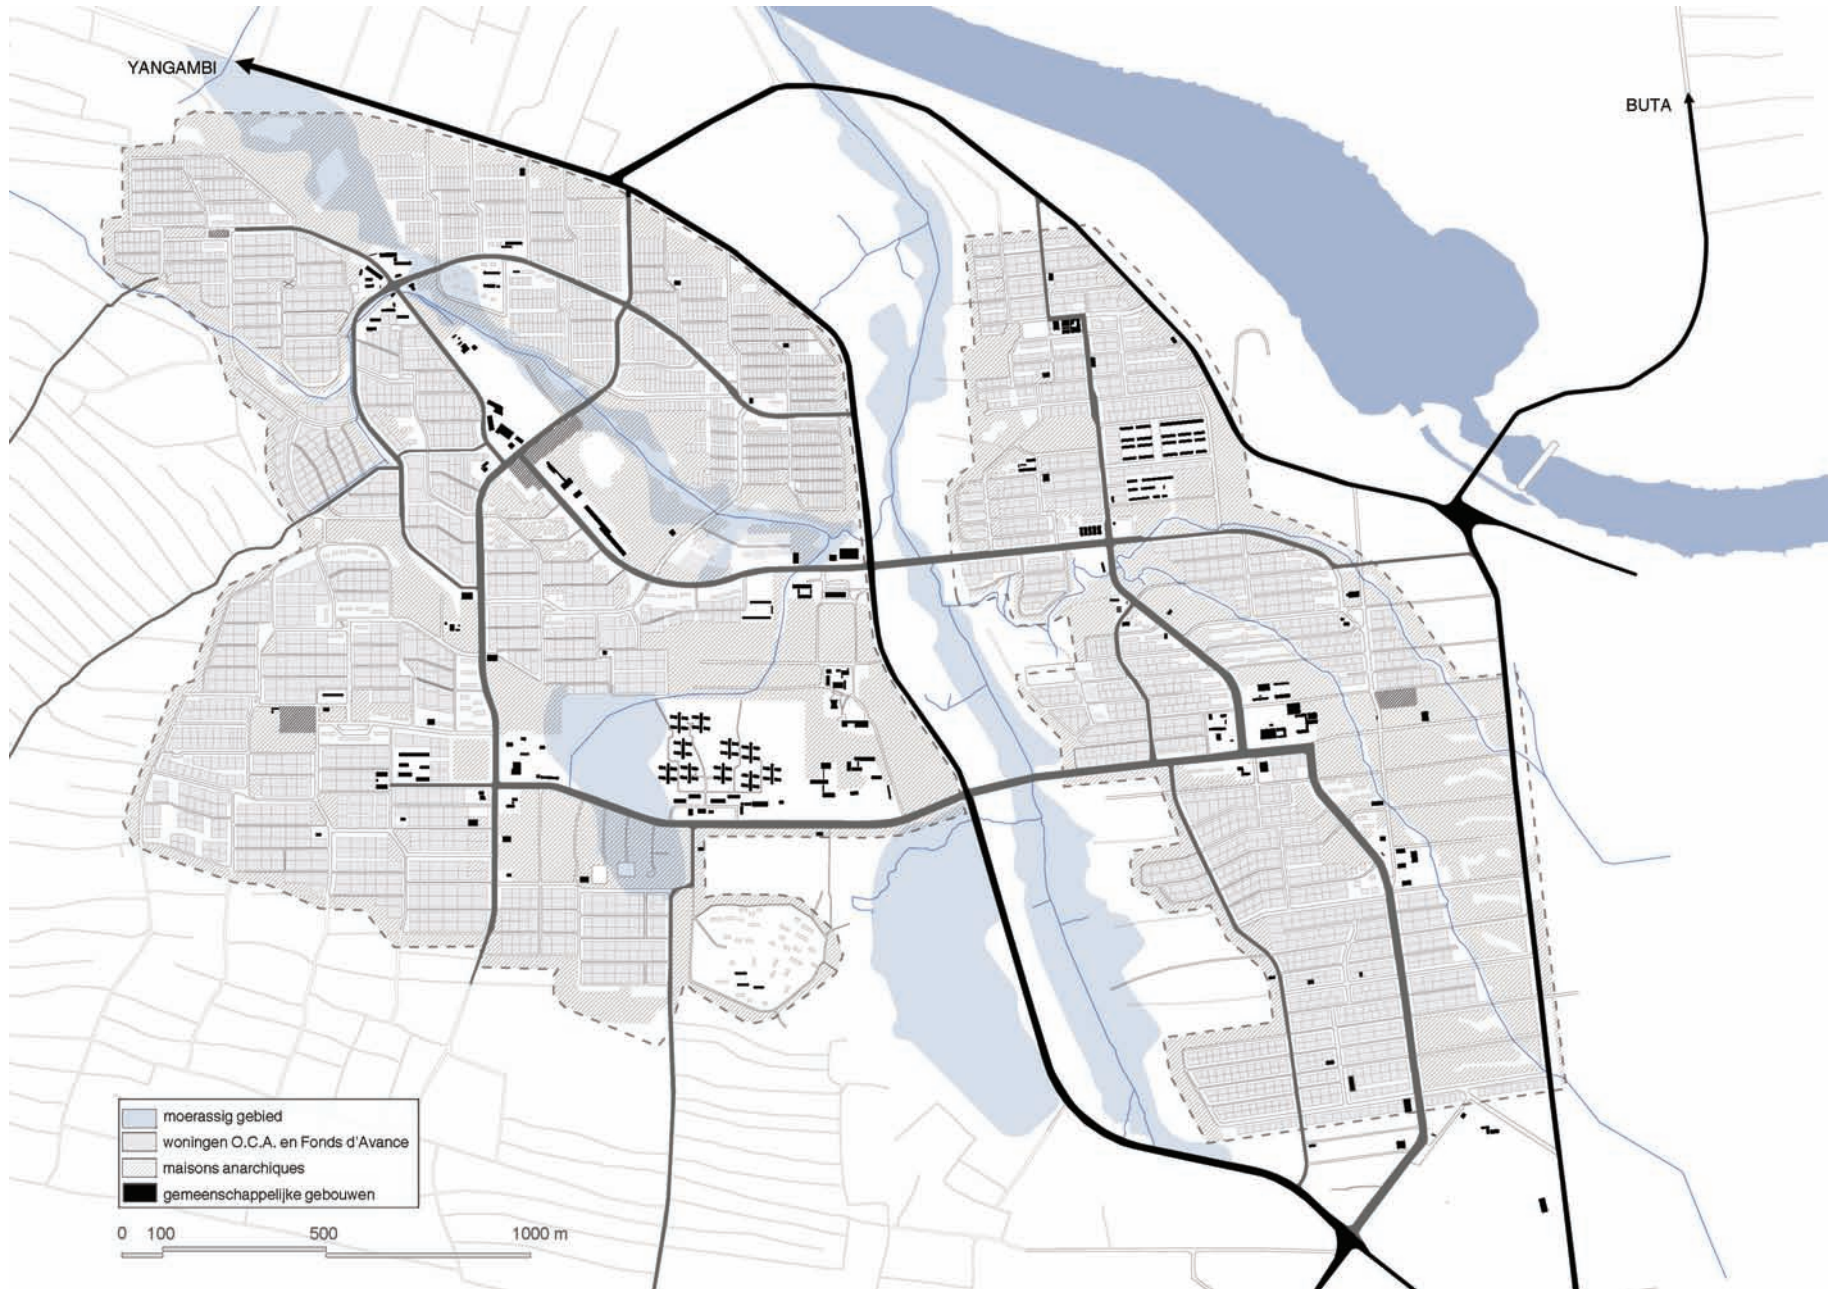 YANGAMBI
BUTA
moerassig gebied
woningen O.C.A. en Fonds d'Avance
maisons anarchiques
gemeenschappelijke gebouwen
0 100 500 1000 m